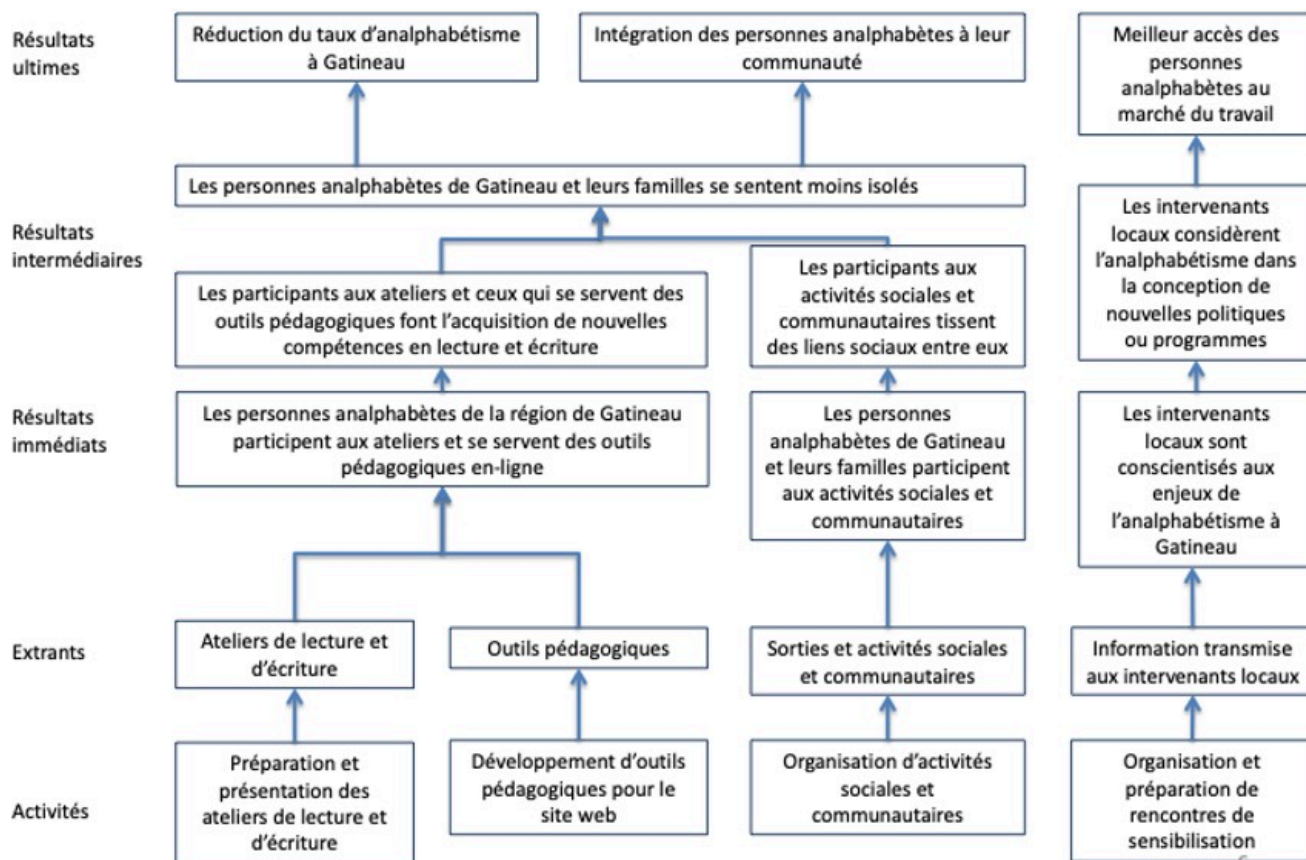 Résultats
ultimes
Réduction du taux d'analphabétisme
à Gatineau
Intégration des personnes analphabètes à leur
communauté
Meilleur accès des
personnes
analphabètes au
marché du travail
Les personnes analphabètes de Gatineau et leurs familles se sentent moins isolés
Résultats
intermédiaires
Les participants aux ateliers et ceux qui se servent des
outils pédagogiques font l'acquisition de nouvelles
compétences en lecture et écriture
Les participants aux
activités sociales et
communautaires tissent
des liens sociaux entre eux
Les intervenants
locaux considèrent
l'analphabétisme dans
la conception de
nouvelles politiques
ou programmes
Résultats
immédiats
Les personnes analphabètes de la région de Gatineau
participent aux ateliers et se servent des outils
pédagogiques en-ligne
Les personnes
analphabètes de Gatineau
et leurs familles participent
aux activités sociales et
communautaires
Les intervenants
locaux sont
conscientisés aux
enjeux de
l'analphabétisme à
Gatineau
Extrants
Ateliers de lecture et
d'écriture
Outils pédagogiques
Sorties et activités sociales
et communautaires
Information transmise
aux intervenants locaux
Activités
Préparation et
présentation des
ateliers de lecture et
d'écriture
Développement d'outils
pédagogiques pour le
site web
Organisation d'activités
sociales et
communautaires
Organisation et
préparation de
rencontres de
sensibilisation